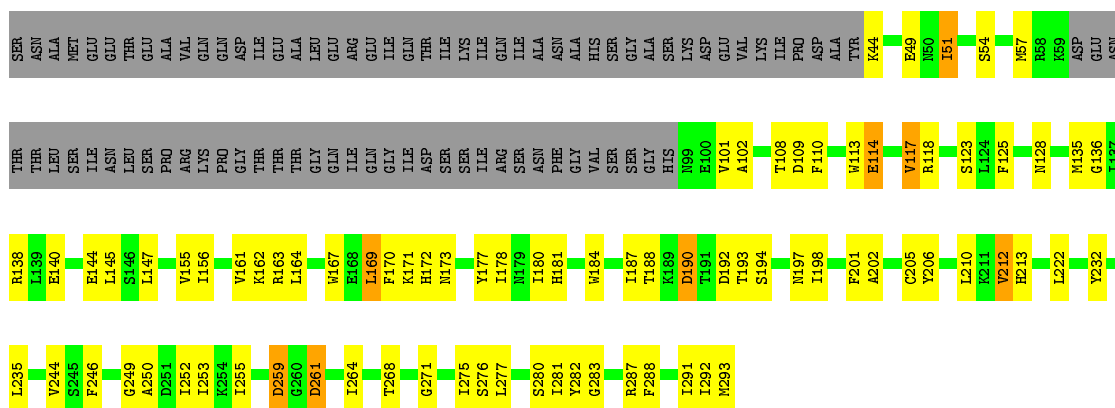 SER ASN ALA MET GLU GLU THR GLU ALA VAL GLN GLN ASP ILE GLU ALA LEU GLU ARG GLU ILE GLN THR ILE LYS ILE GLN ILE ALA ASN ALA HIS SER GLY ALA SER LYS ASP GLU VAL LYS ILE PRO ASP ALA TYR K44 E49 N50 I51 S54 M57 R58 K59 ASP GLU ASN
THR THR LEU SER ILE ASN LEU SER PRO ARG LYS PRO GLY THR THR THR GLY GLN ILE GLN GLY ILE ASP SER SER ILE ARG SER ASN PHE GLY VAL SER SER GLY HIS N99 E100 V101 A102 T108 D109 F110 W113 E114 V117 R118 S123 L124 F125 N128 M135 G136 L137
R138 L139 E140 E144 L145 S146 L147 V155 I156 V161 K162 R163 L164 W167 E168 L169 F170 K171 H172 N173 Y177 I178 N179 I180 H181 W184 I187 T188 K189 D190 T191 D192 T193 S194 N197 I198 F201 A202 C205 Y206 L210 K211 V212 H213 L222 Y232
L235 V244 S245 F246 G249 A250 D251 I252 I253 K254 I255 D259 G260 D261 I264 T268 G271 I275 S276 L277 S280 I281 Y282 G283 R287 F288 I291 I292 M293